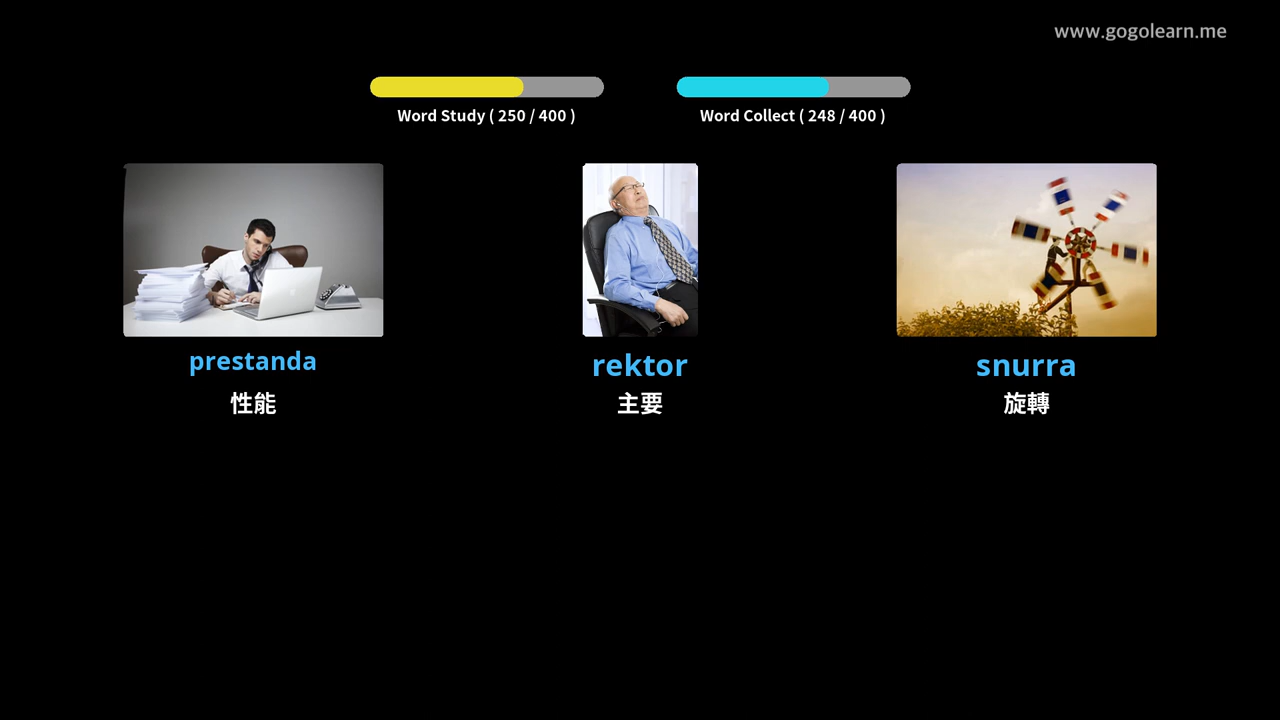 www.gogolearn.me
Word Study ( 250 / 400 )
Word Collect ( 248 / 400 )
prestanda
性能
rektor
主要
snurra
旋轉